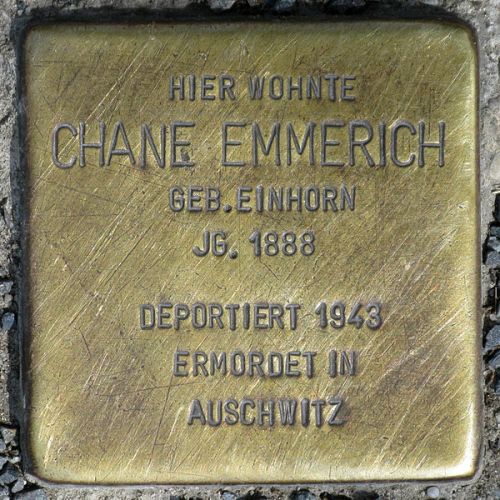 HIER WOHNTE
CHANE EMMERICH
GEB. EINHORN
JG. 1888
DEPORTIERT 1943
ERMORDET IN
AUSCHWITZ